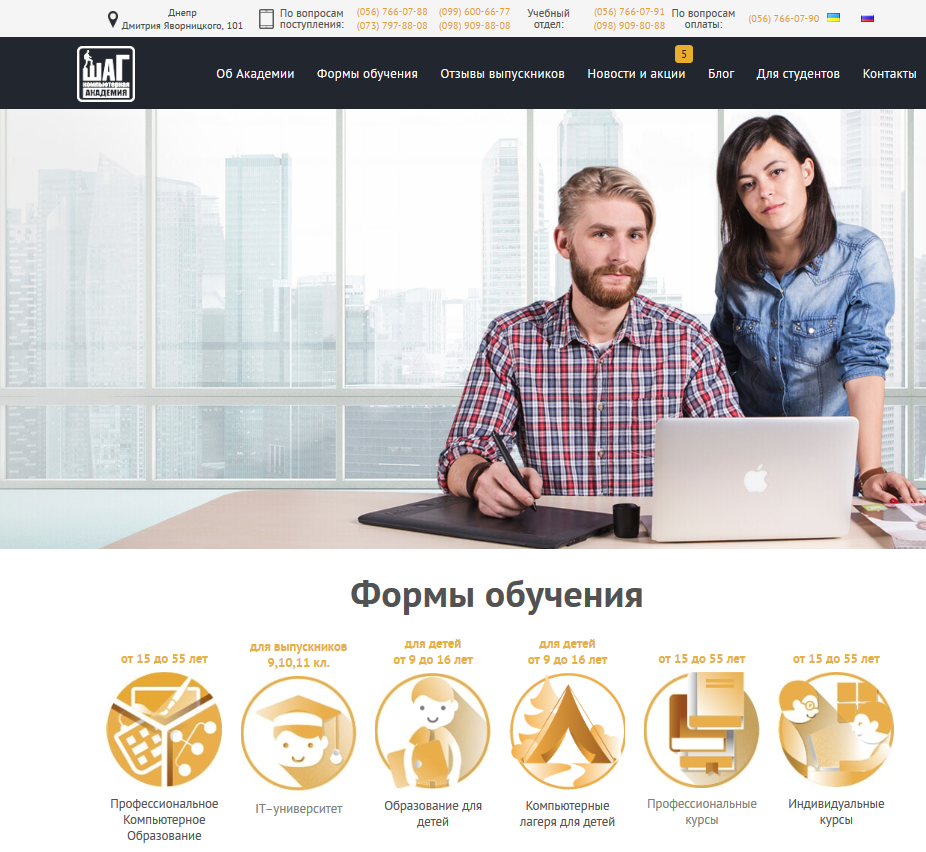 Днепр
Дмитрия Яворницкого, 101
По вопросам
поступления:
(056) 766-07-88
(073) 797-88-08
(099) 600-66-77
(098) 909-88-08
Учебный
отдел:
(056) 766-07-91
(098) 909-80-88
По вопросам
оплаты:
(056) 766-07-90
ШАГ
КОМПЬЮТЕРНАЯ
АКАДЕМИЯ
5
Об Академии
Формы обучения
Отзывы выпускников
Новости и акции
Блог
Для студентов
Контакты
Формы обучения
от 15 до 55 лет
Профессиональное
Компьютерное
Образование
для выпускников
9,10,11 кл.
IT–университет
для детей
от 9 до 16 лет
Образование для
детей
для детей
от 9 до 16 лет
Компьютерные
лагеря для детей
от 15 до 55 лет
Профессиональные
курсы
от 15 до 55 лет
Индивидуальные
курсы